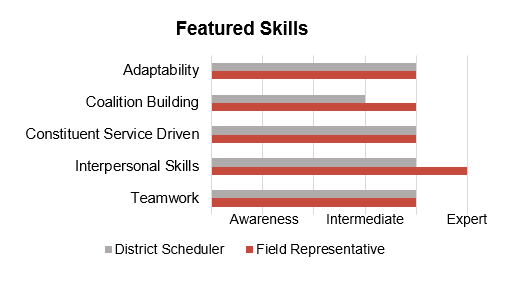 Featured Skills
Adaptability
Coalition Building
Constituent Service Driven
Interpersonal Skills
Teamwork
Awareness Intermediate Expert
District Scheduler Field Representative